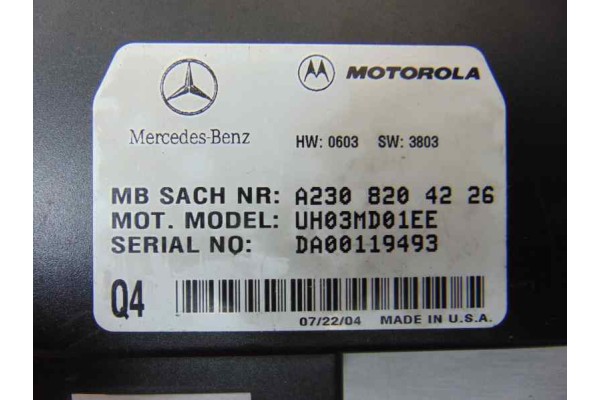 MOTOROLA
Mercedes-Benz
HW: 0603 SW: 3803
MB SACH NR: A230 820 42 26
MOT. MODEL: UH03MD01EE
SERIAL NO: DA00119493
Q4
07/22/04 MADE IN U.S.A.